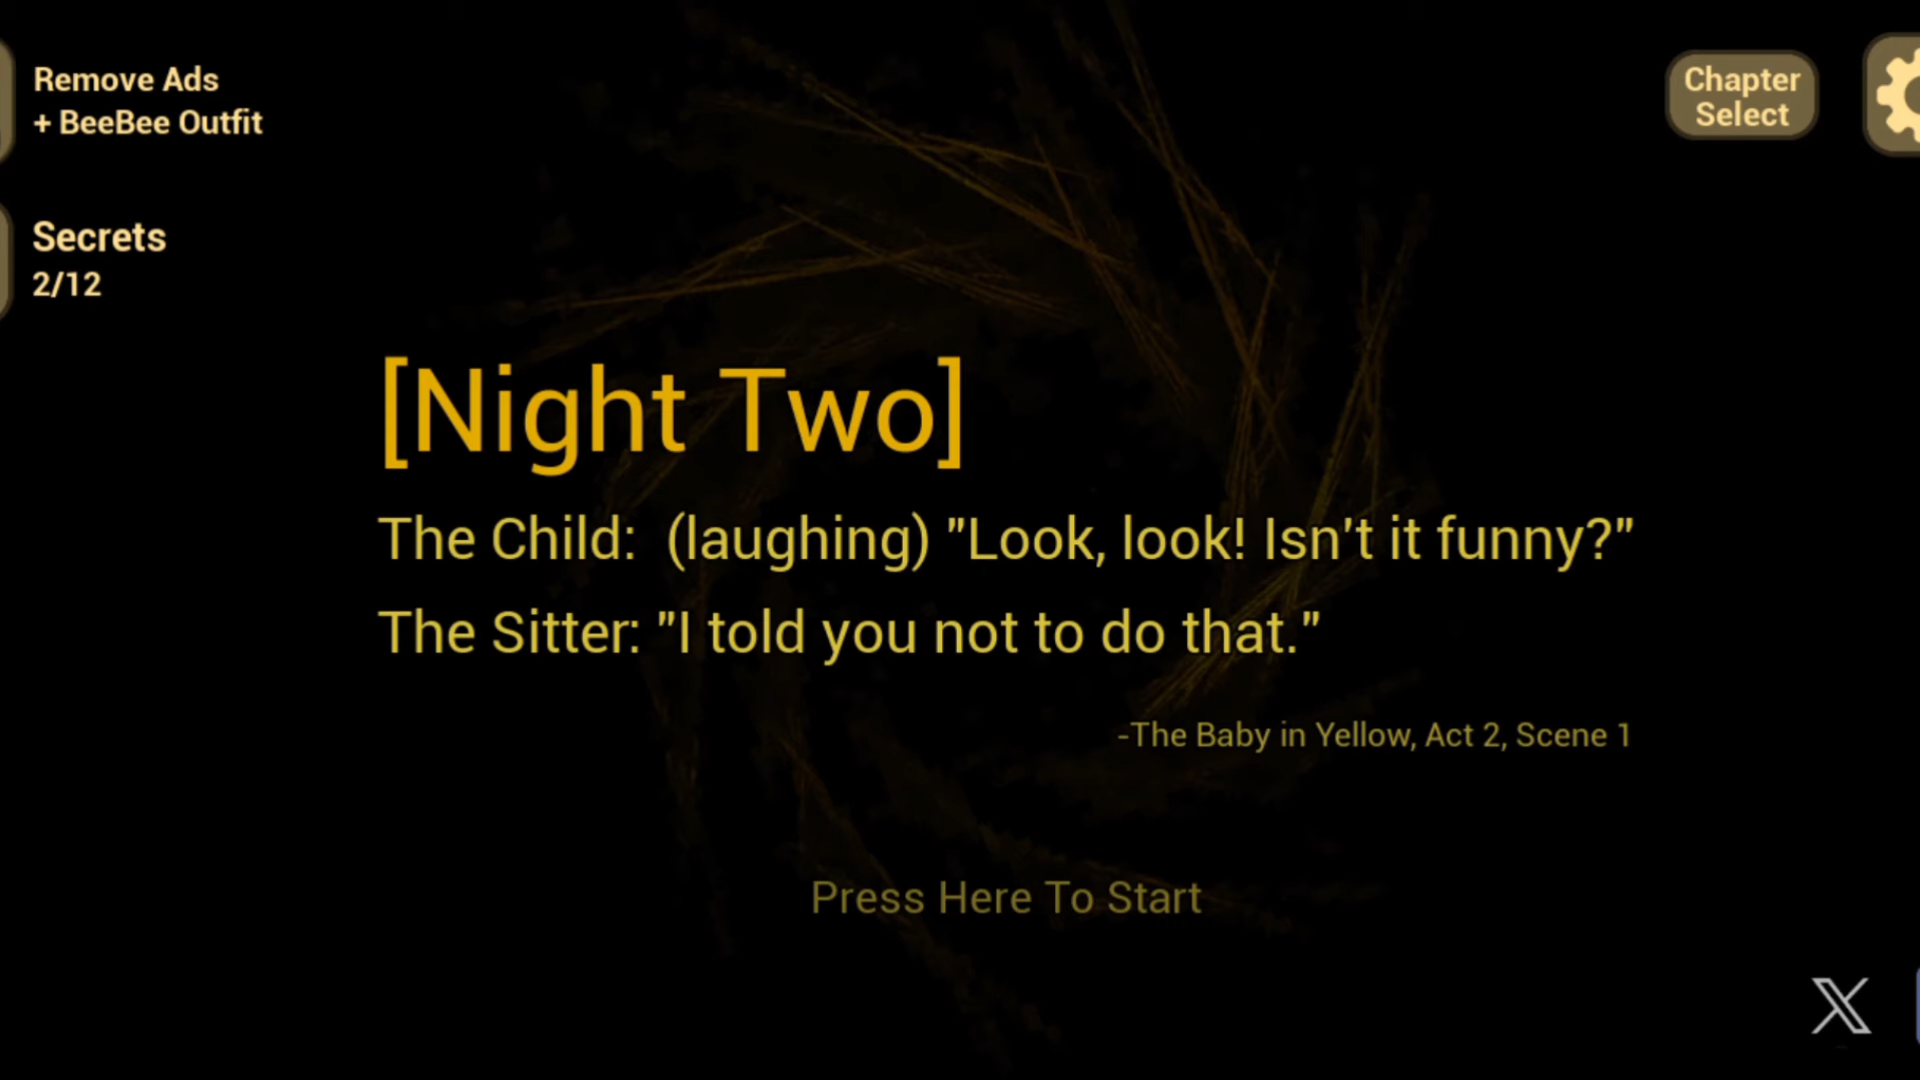 Remove Ads
+ BeeBee Outfit
Chapter
Select
Secrets
2/12
[Night Two]
The Child:  (laughing) "Look, look! Isn't it funny?"
The Sitter: "I told you not to do that."
-The Baby in Yellow, Act 2, Scene 1
Press Here To Start